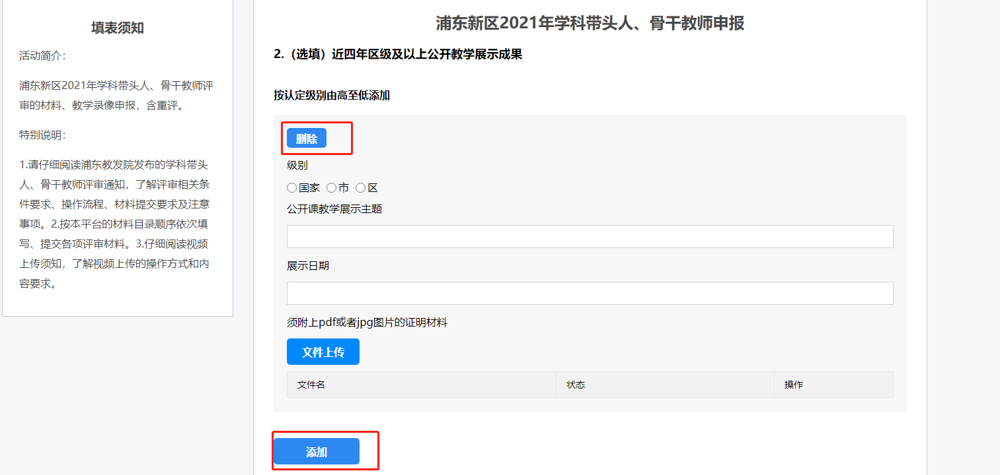 填表须知
活动简介：
浦东新区2021年学科带头人、骨干教师评
审的材料、教学录像申报，含重评。
特别说明：
1.请仔细阅读浦东教发院发布的学科带头
人、骨干教师评审通知，了解评审相关条
件要求、操作流程、材料提交要求及注意
事项。2.按本平台的材料目录顺序依次填
写、提交各项评审材料。3.仔细阅读视频
上传须知，了解视频上传的操作方式和内
容要求。
浦东新区2021年学科带头人、骨干教师申报
2.（选填）近四年区级及以上公开教学展示成果
按认定级别由高至低添加
删除
级别
国家 市 区
公开课教学展示主题
展示日期
须附上pdf或者jpg图片的证明材料
文件上传
文件名 状态 操作
添加